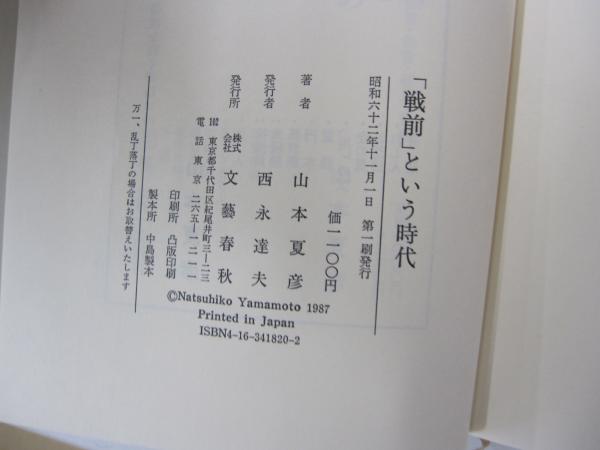 「戦前」という時代
昭和六十二年十一月一日 第一刷発行
価一一〇〇円
著者 山本夏彦
発行者 西永達夫
発行所 株式会社 文藝春秋
102 東京都千代田区紀尾井町三―二三
電話 東京 二六五―一二一一
印刷所 凸版印刷
製本所 中島製本
万一、乱丁落丁の場合はお取替えいたします
©Natsuhiko Yamamoto 1987
Printed in Japan
ISBN4-16-341820-2